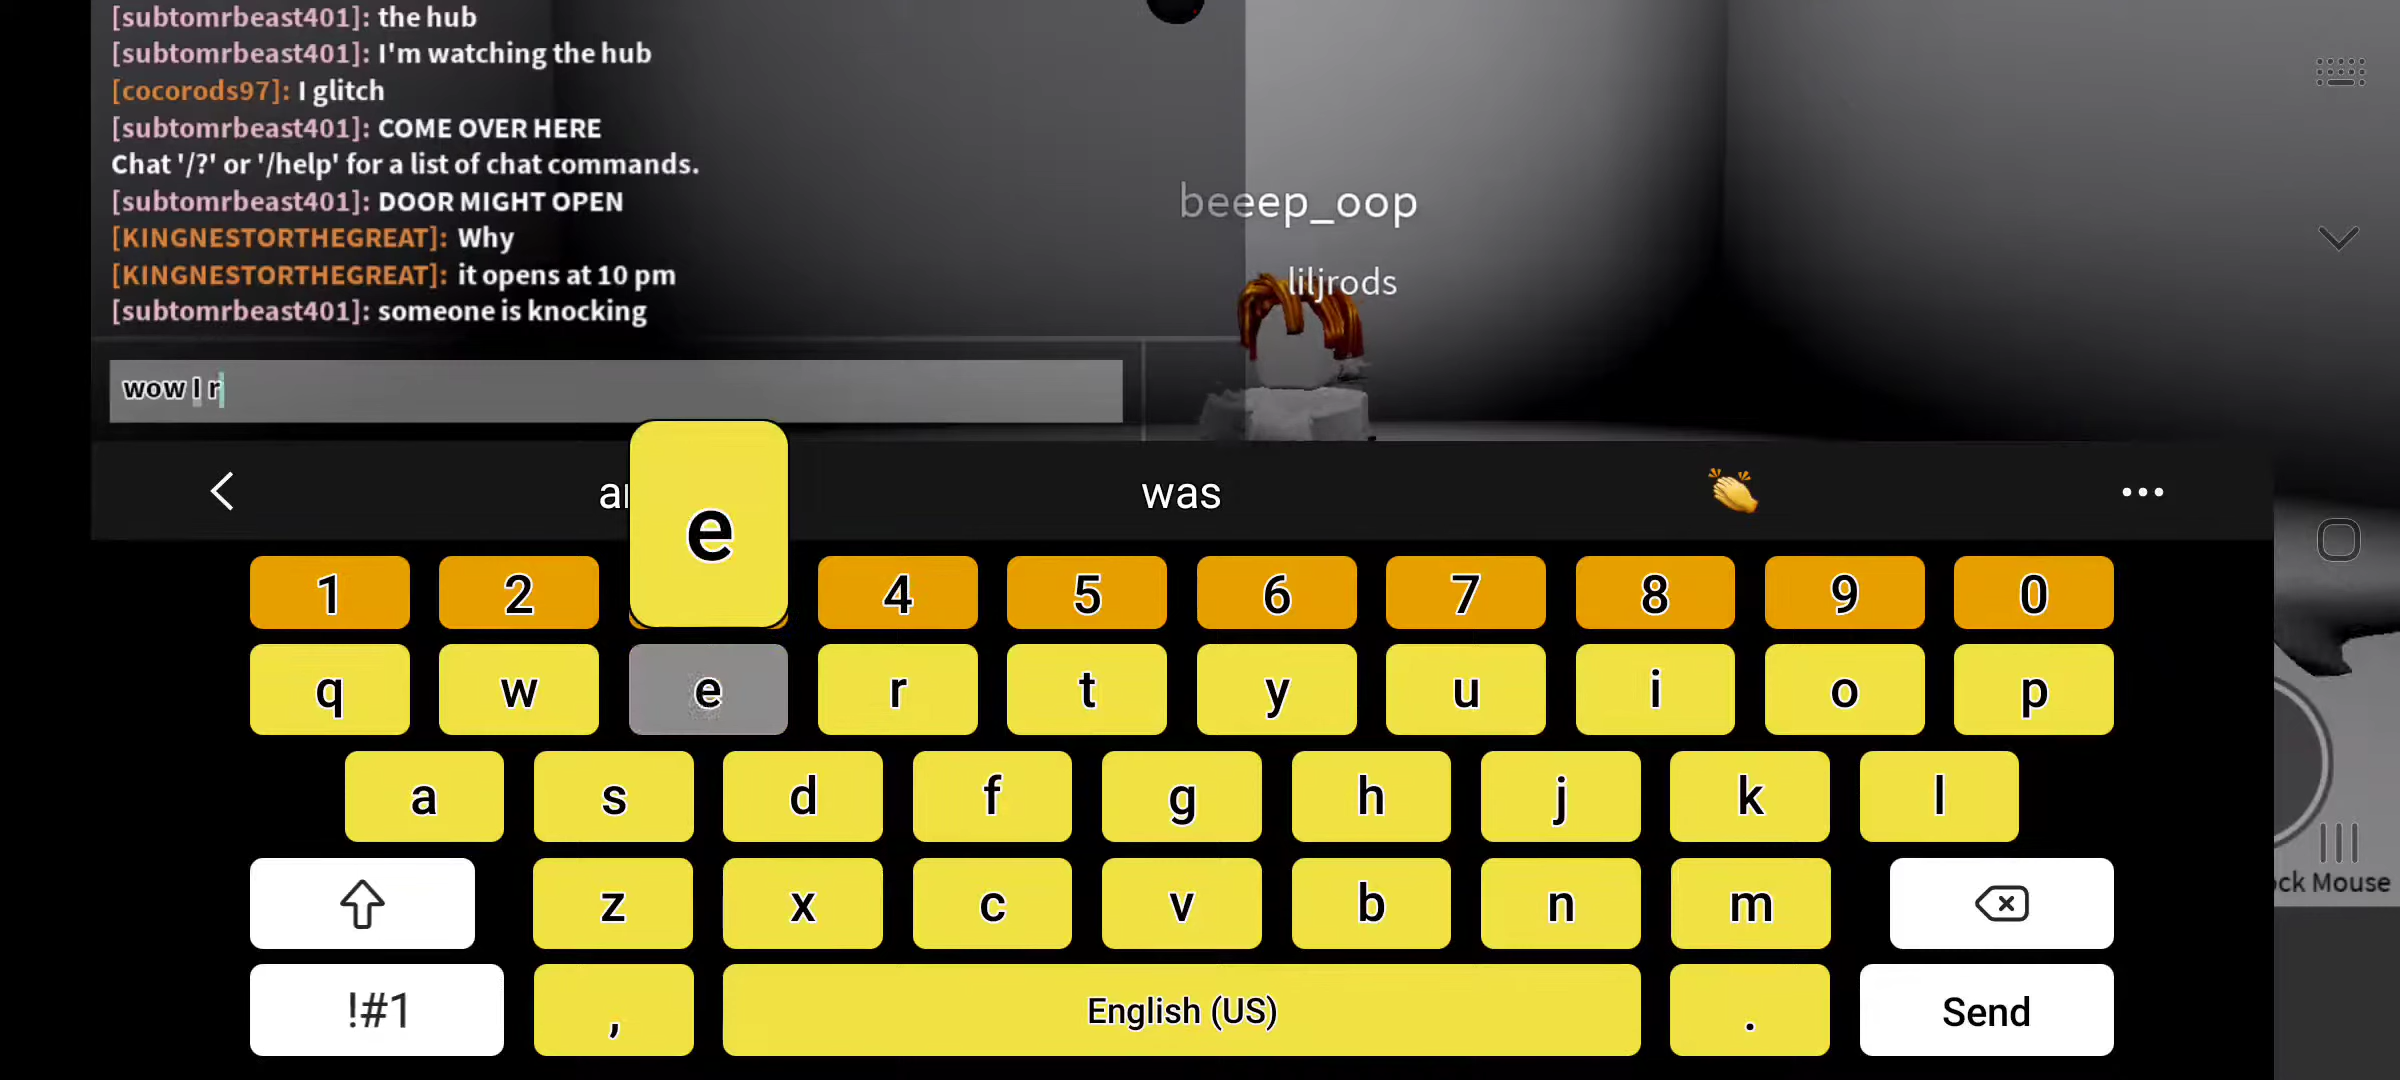 [subtomrbeast401]: the hub
[subtomrbeast401]: I'm watching the hub
[cocorods97]: I glitch
[subtomrbeast401]: COME OVER HERE
Chat '/?' or '/help' for a list of chat commands.
[subtomrbeast401]: DOOR MIGHT OPEN
[KINGNESTORTHEGREAT]: Why
[KINGNESTORTHEGREAT]: it opens at 10 pm
[subtomrbeast401]: someone is knocking
beeep_oop
liljrods
wow I r
was
e
1 2 4 5 6 7 8 9 0
q w e r t y u i o p
a s d f g h j k l
z x c v b n m
ck Mouse
!#1 , English (US) . Send